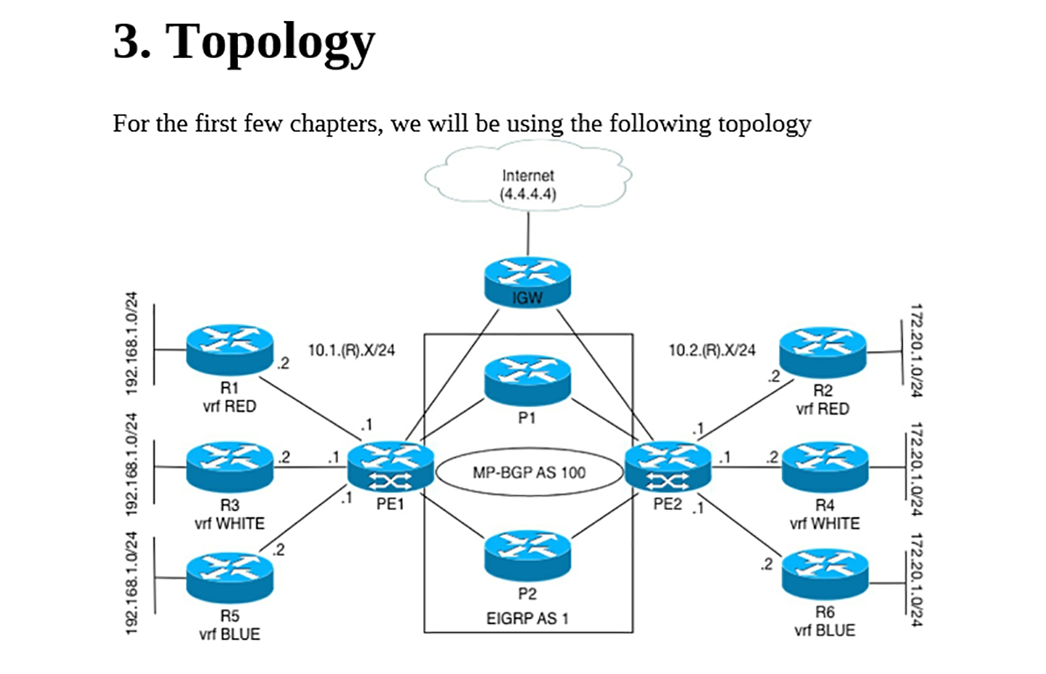 3. Topology
For the first few chapters, we will be using the following topology
Internet
(4.4.4.4)
IGW
192.168.1.0/24
.2
R1
vrf RED
10.1.(R).X/24
.1
P1
10.2.(R).X/24
.2
R2
vrf RED
172.20.1.0/24
.1
192.168.1.0/24
.2
R3
vrf WHITE
.1
PE1
MP-BGP AS 100
PE2
.1
.2
R4
vrf WHITE
172.20.1.0/24
.1
.1
192.168.1.0/24
.2
R5
vrf BLUE
P2
EIGRP AS 1
.2
R6
vrf BLUE
172.20.1.0/24